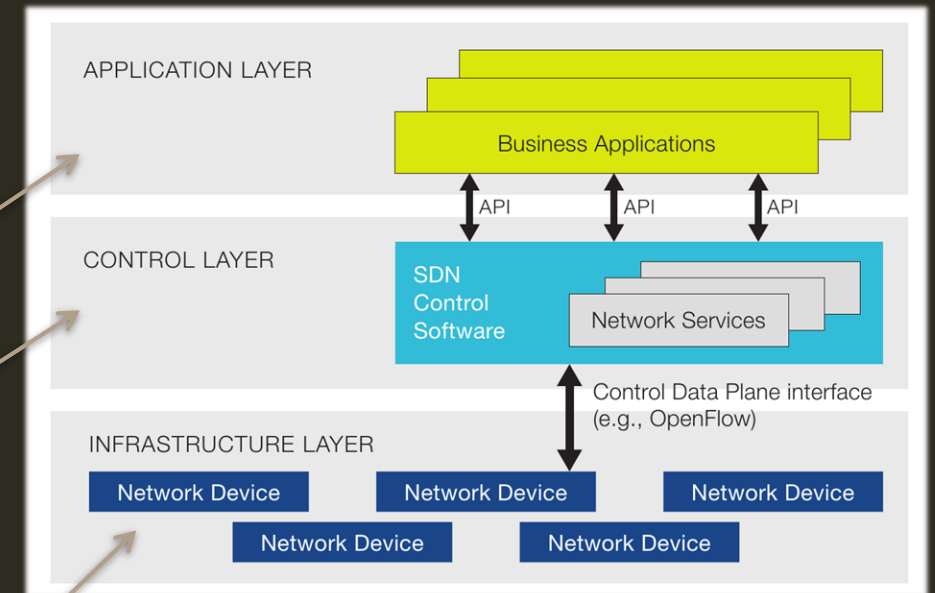 APPLICATION LAYER
Business Applications
API
API
API
CONTROL LAYER
SDN
Control
Software
Network Services
Control Data Plane interface
(e.g., OpenFlow)
INFRASTRUCTURE LAYER
Network Device
Network Device
Network Device
Network Device
Network Device